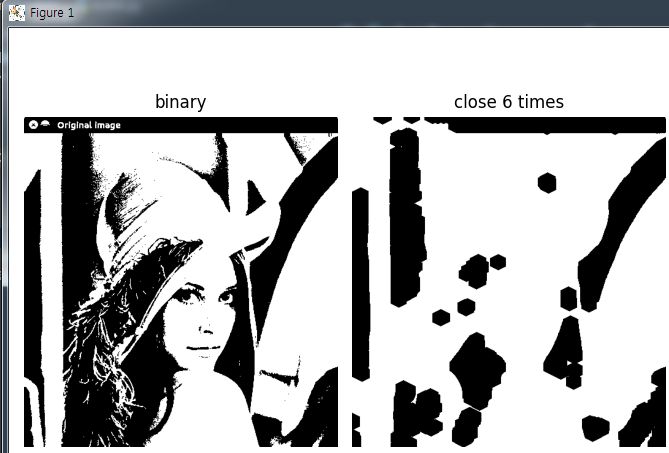 Figure 1
binary
close 6 times
Original image